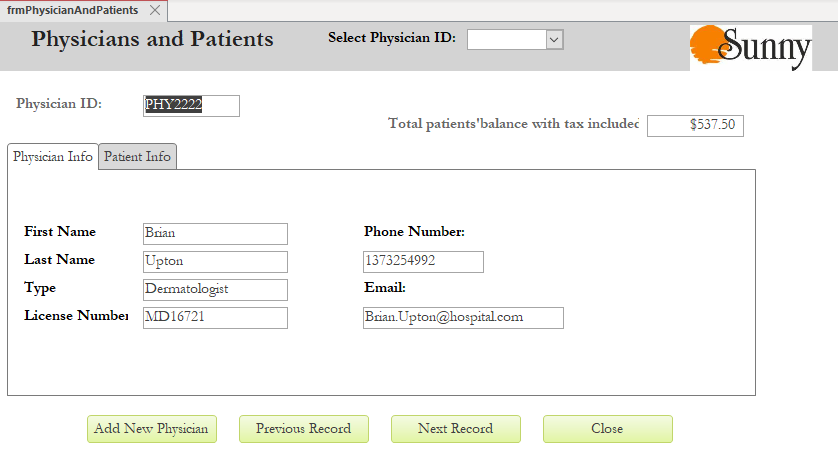 frmPhysicianAndPatients
Physicians and Patients
Select Physician ID:
Sunny
Physician ID:
PHY2222
Total patients'balance with tax included
$537.50
Physician Info
Patient Info
First Name
Brian
Phone Number:
Last Name
Upton
1373254992
Type
Dermatologist
Email:
License Number
MD16721
Brian.Upton@hospital.com
Add New Physician
Previous Record
Next Record
Close